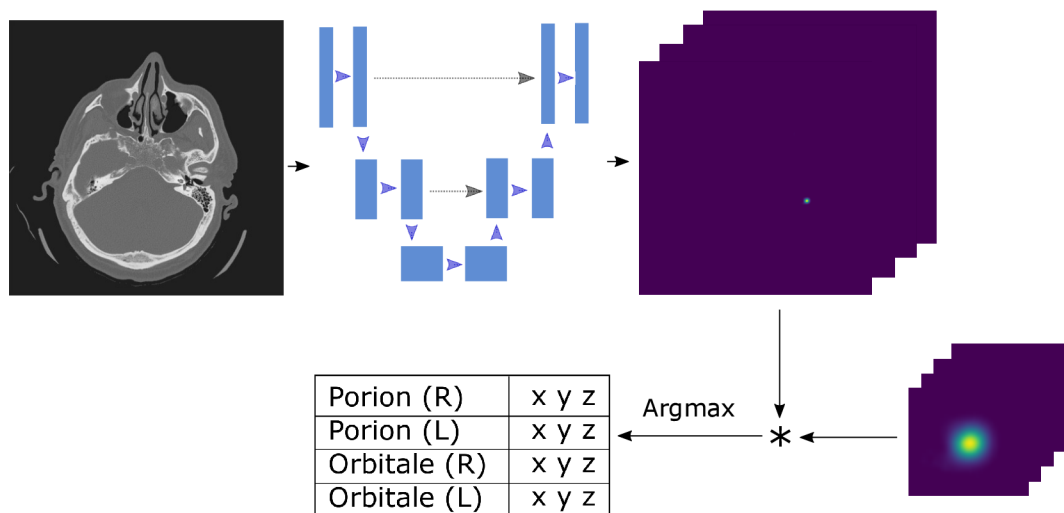 Argmax
*
Porion (R) x y z
Porion (L) x y z
Orbitale (R) x y z
Orbitale (L) x y z